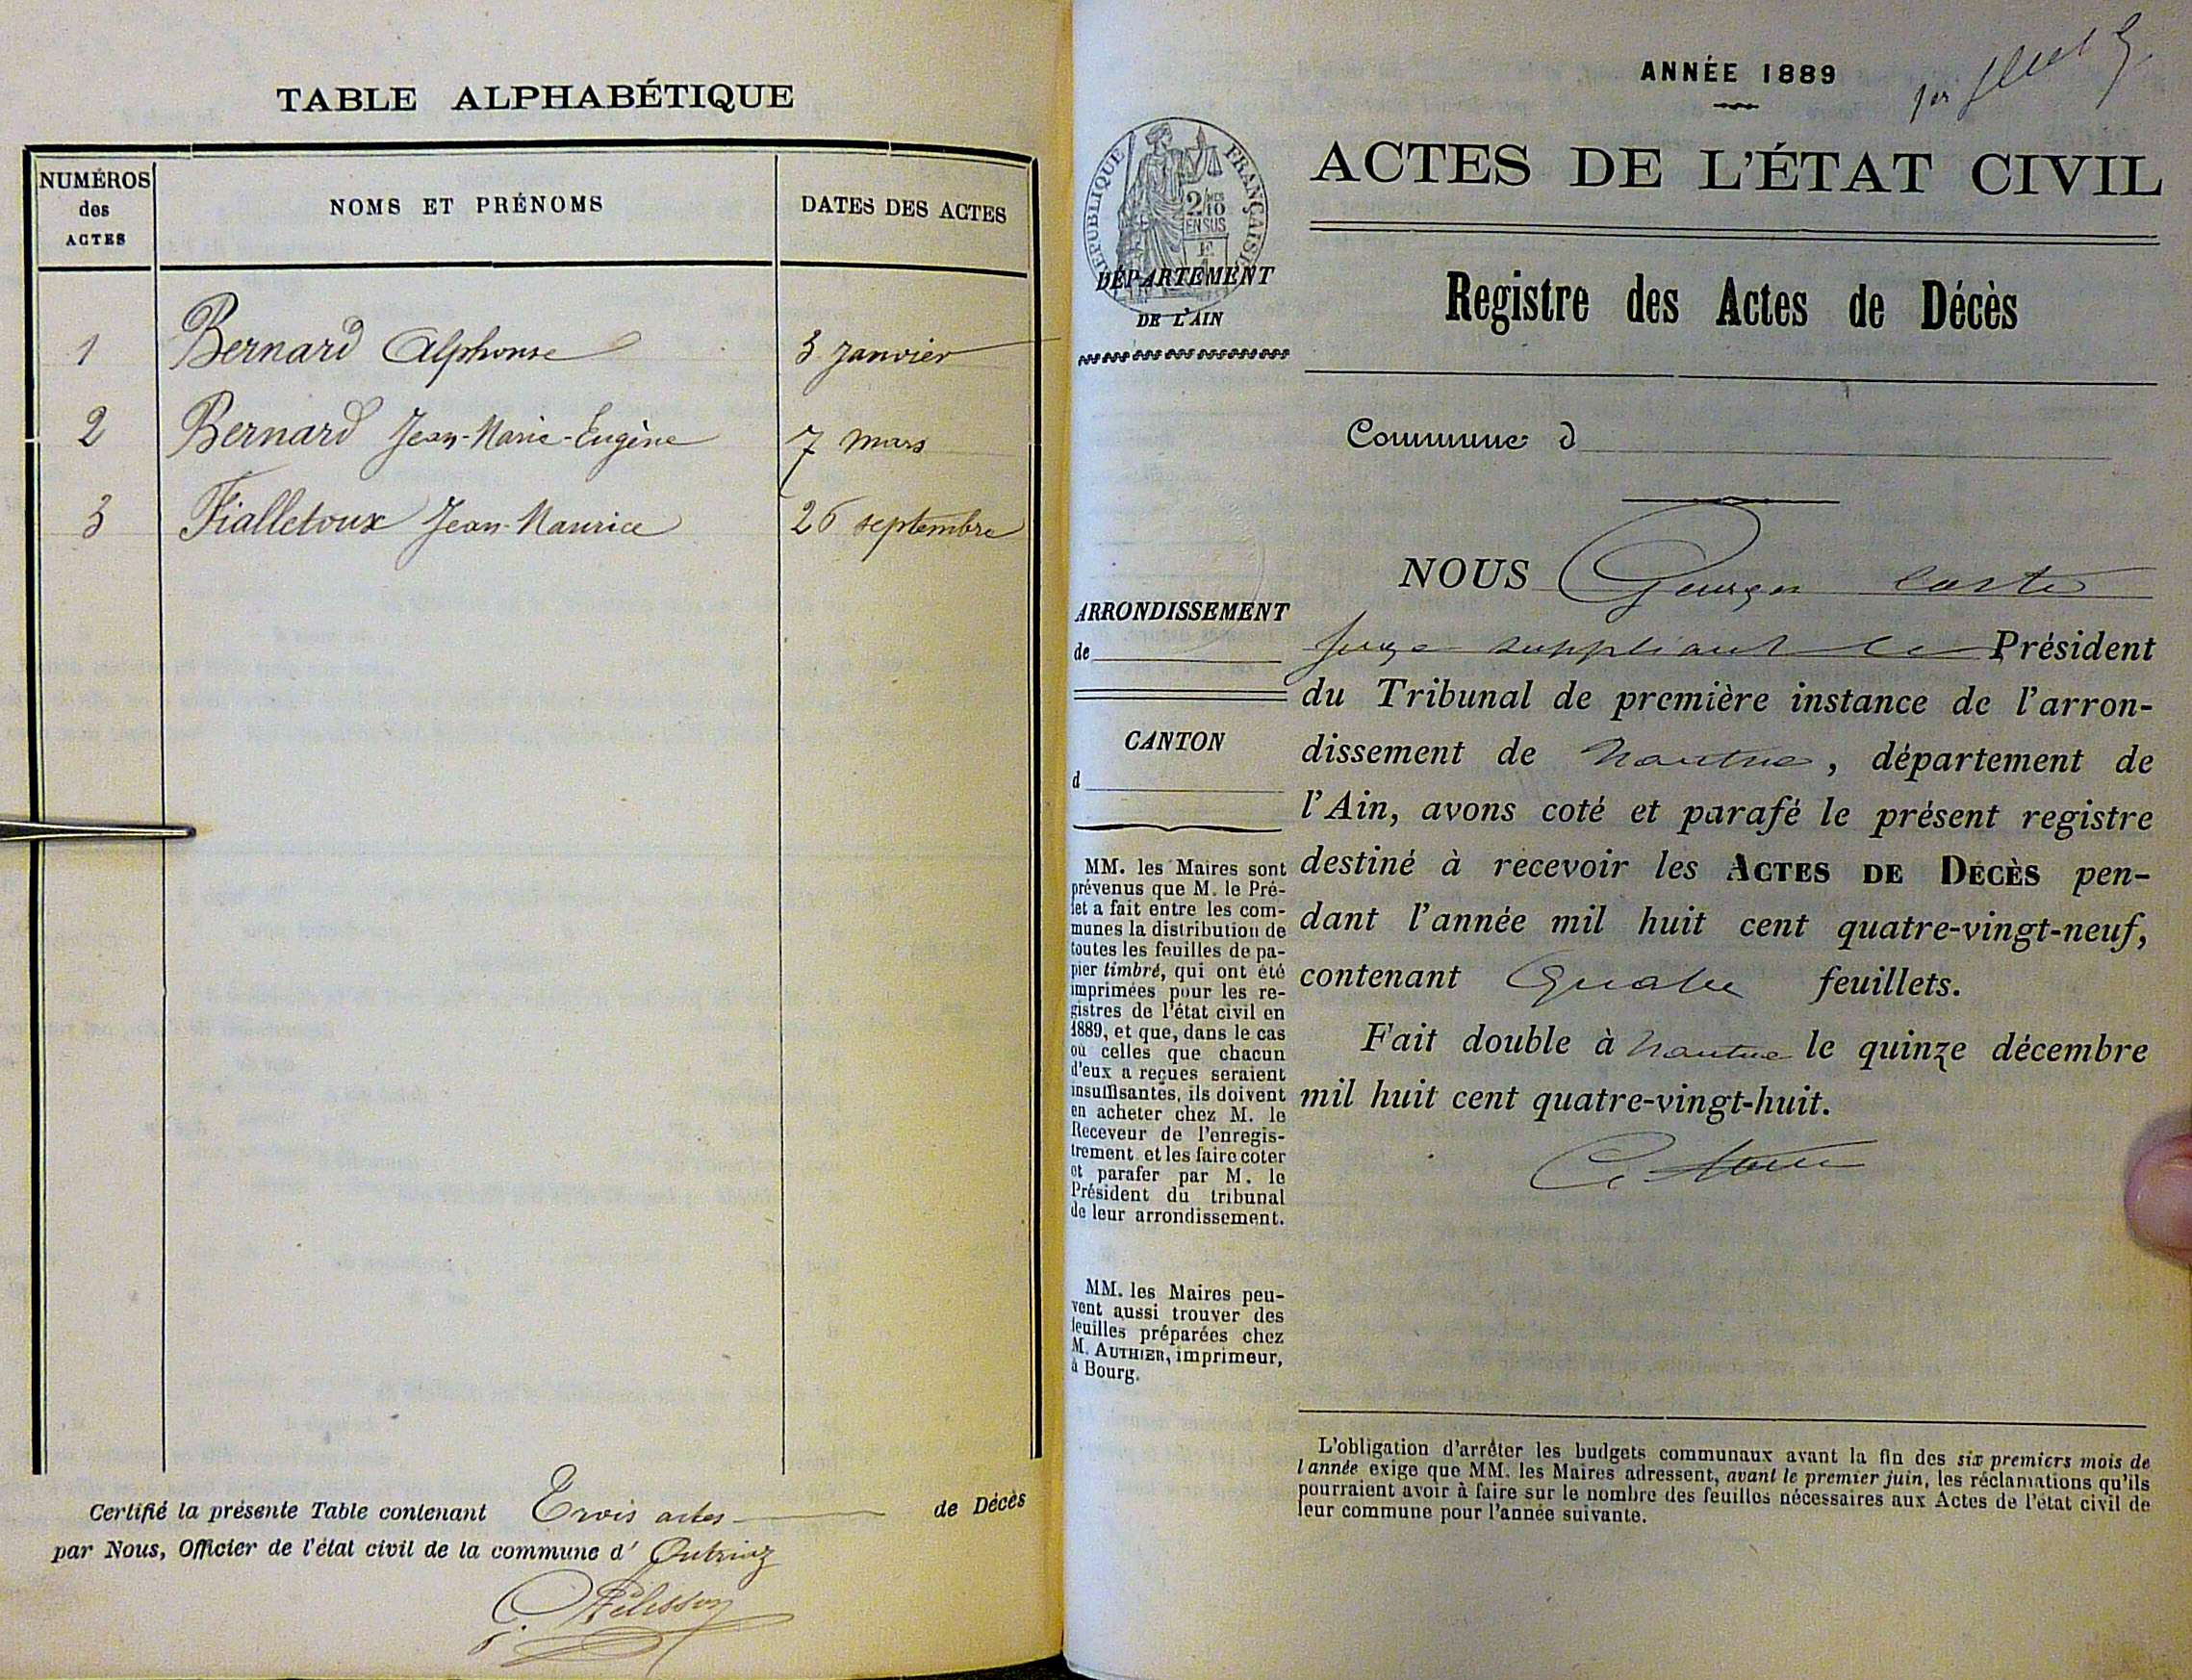 TABLE ALPHABÉTIQUE
NUMÉROS
des
ACTES
NOMS ET PRÉNOMS
DATES DES ACTES
1 Bernard Alphonse 3 janvier
2 Bernard Jean-Marie-Eugène 7 mars
3 Fialletoux Jean-Maurice 26 septembre
Certifié la présente Table contenant Trois actes de Décès
par Nous, Officier de l'état civil de la commune d' Outriaz
Pélisson
ANNÉE 1889
ACTES DE L'ÉTAT CIVIL
RÉPUBLIQUE FRANÇAISE
2/10
EN SUS
DÉPARTEMENT
DE L'AIN
Registre des Actes de Décès
Commune d
ARRONDISSEMENT
de
CANTON
d
MM. les Maires sont
prévenus que M. le Pré-
fet a fait entre les com-
munes la distribution de
toutes les feuilles de pa-
pier timbré, qui ont été
imprimées pour les re-
gistres de l'état civil en
1889, et que, dans le cas
où celles que chacun
d'eux a reçues seraient
insuffisantes, ils doivent
en acheter chez M. le
Receveur de l'enregis-
trement et les faire coter
et parafer par M. le
Président du tribunal
de leur arrondissement.
MM. les Maires peu-
vent aussi trouver des
feuilles préparées chez
M. AUTHIER, imprimeur,
à Bourg.
NOUS Georges
juge suppléant le Président
du Tribunal de première instance de l'arron-
dissement de Nantua, département de
l'Ain, avons coté et parafé le présent registre
destiné à recevoir les ACTES DE DÉCÈS pen-
dant l'année mil huit cent quatre-vingt-neuf,
contenant Quatre feuillets.
Fait double à Nantua le quinze décembre
mil huit cent quatre-vingt-huit.
L'obligation d'arrêter les budgets communaux avant la fin des six premiers mois de
l'année exige que MM. les Maires adressent, avant le premier juin, les réclamations qu'ils
pourraient avoir à faire sur le nombre des feuilles nécessaires aux Actes de l'état civil de
leur commune pour l'année suivante.